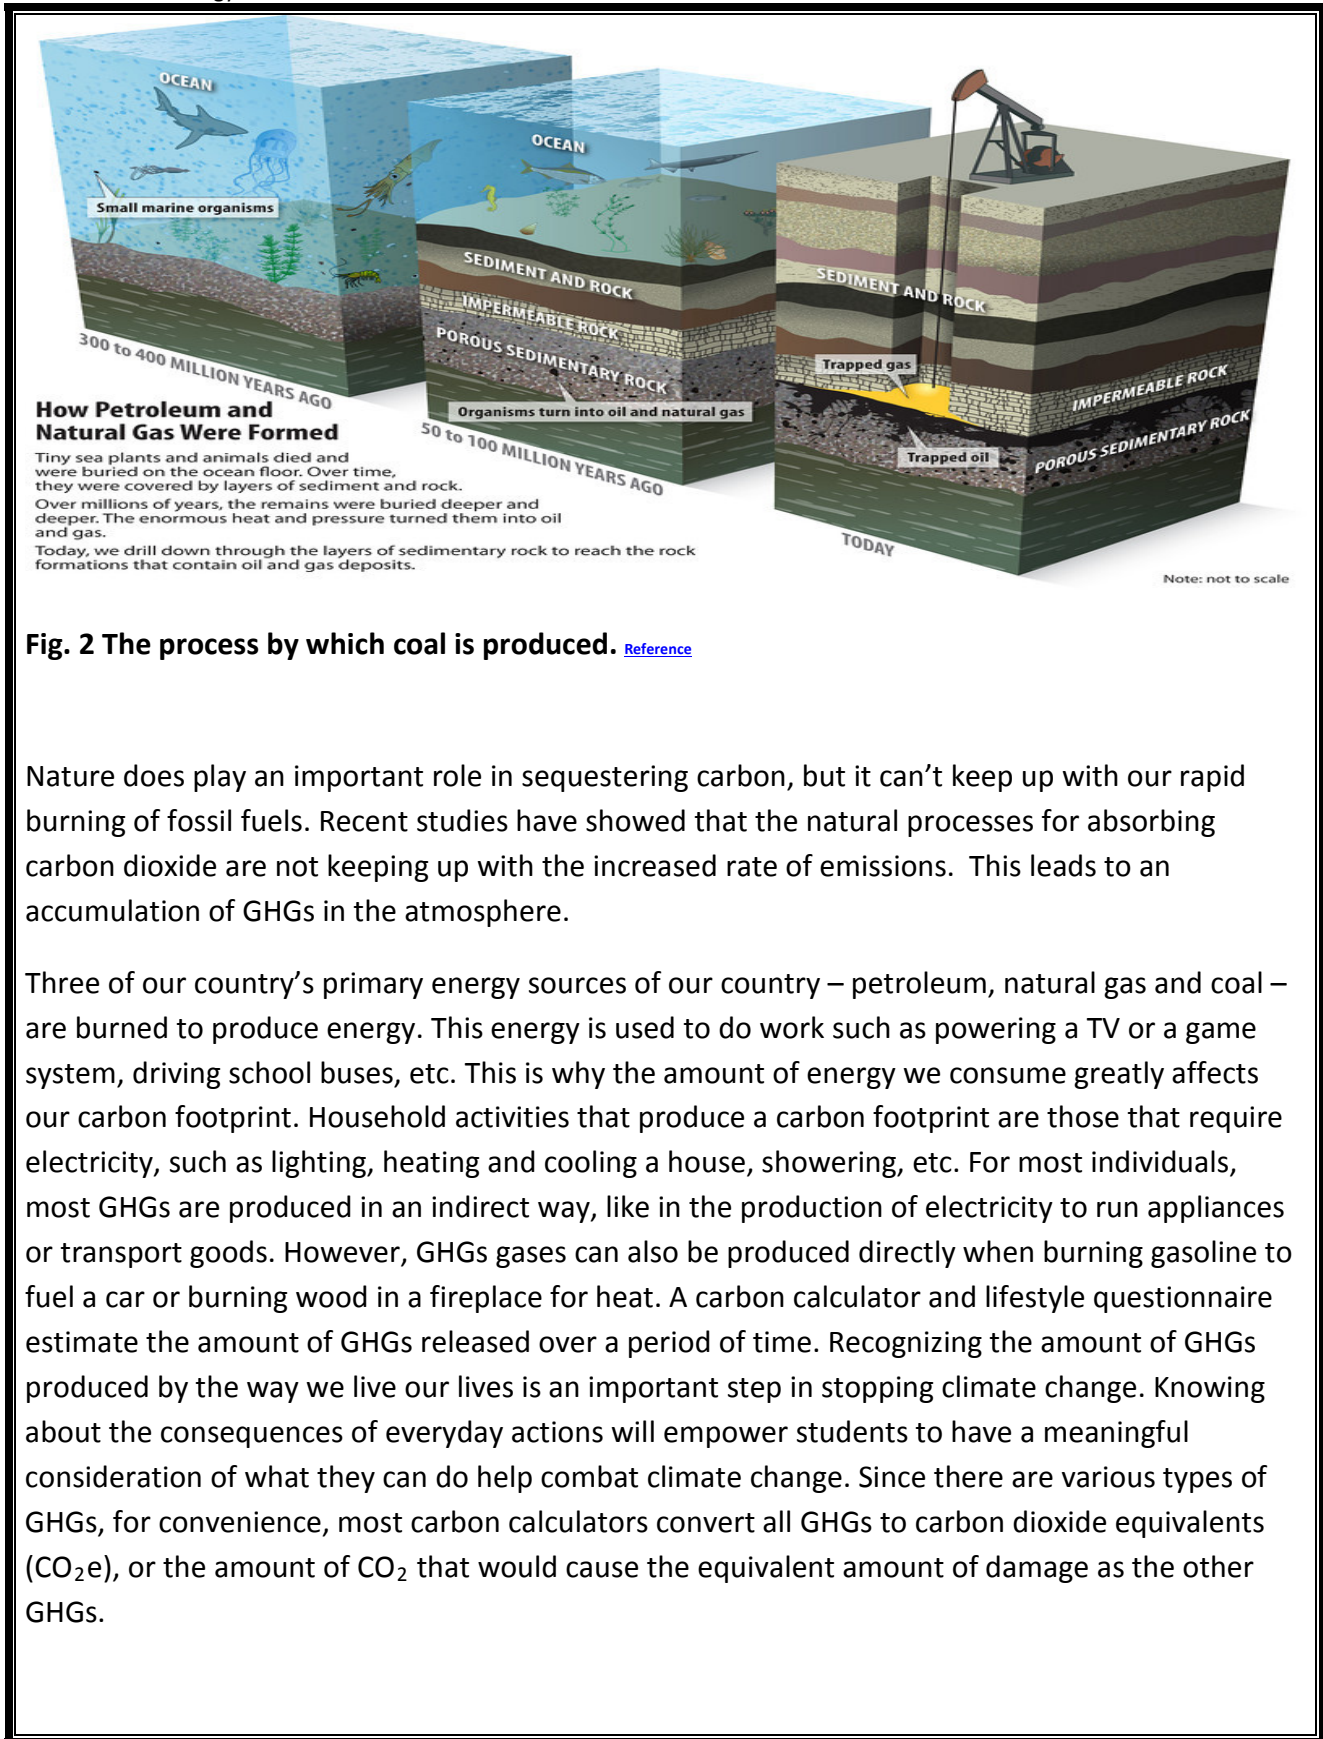 OCEAN
Small marine organisms
300 to 400 MILLION YEARS AGO
OCEAN
SEDIMENT AND ROCK
IMPERMEABLE ROCK
POROUS SEDIMENTARY ROCK
Organisms turn into oil and natural gas
50 to 100 MILLION YEARS AGO
SEDIMENT AND ROCK
Trapped gas
IMPERMEABLE ROCK
Trapped oil
POROUS SEDIMENTARY ROCK
TODAY
How Petroleum and
Natural Gas Were Formed
Tiny sea plants and animals died and
were buried on the ocean floor. Over time,
they were covered by layers of sediment and rock.
Over millions of years, the remains were buried deeper and
deeper. The enormous heat and pressure turned them into oil
and gas.
Today, we drill down through the layers of sedimentary rock to reach the rock
formations that contain oil and gas deposits.
Note: not to scale
Fig. 2 The process by which coal is produced. Reference
Nature does play an important role in sequestering carbon, but it can’t keep up with our rapid
burning of fossil fuels. Recent studies have showed that the natural processes for absorbing
carbon dioxide are not keeping up with the increased rate of emissions.  This leads to an
accumulation of GHGs in the atmosphere.
Three of our country’s primary energy sources of our country – petroleum, natural gas and coal –
are burned to produce energy. This energy is used to do work such as powering a TV or a game
system, driving school buses, etc. This is why the amount of energy we consume greatly affects
our carbon footprint. Household activities that produce a carbon footprint are those that require
electricity, such as lighting, heating and cooling a house, showering, etc. For most individuals,
most GHGs are produced in an indirect way, like in the production of electricity to run appliances
or transport goods. However, GHGs gases can also be produced directly when burning gasoline to
fuel a car or burning wood in a fireplace for heat. A carbon calculator and lifestyle questionnaire
estimate the amount of GHGs released over a period of time. Recognizing the amount of GHGs
produced by the way we live our lives is an important step in stopping climate change. Knowing
about the consequences of everyday actions will empower students to have a meaningful
consideration of what they can do help combat climate change. Since there are various types of
GHGs, for convenience, most carbon calculators convert all GHGs to carbon dioxide equivalents
(CO₂e), or the amount of CO₂ that would cause the equivalent amount of damage as the other
GHGs.